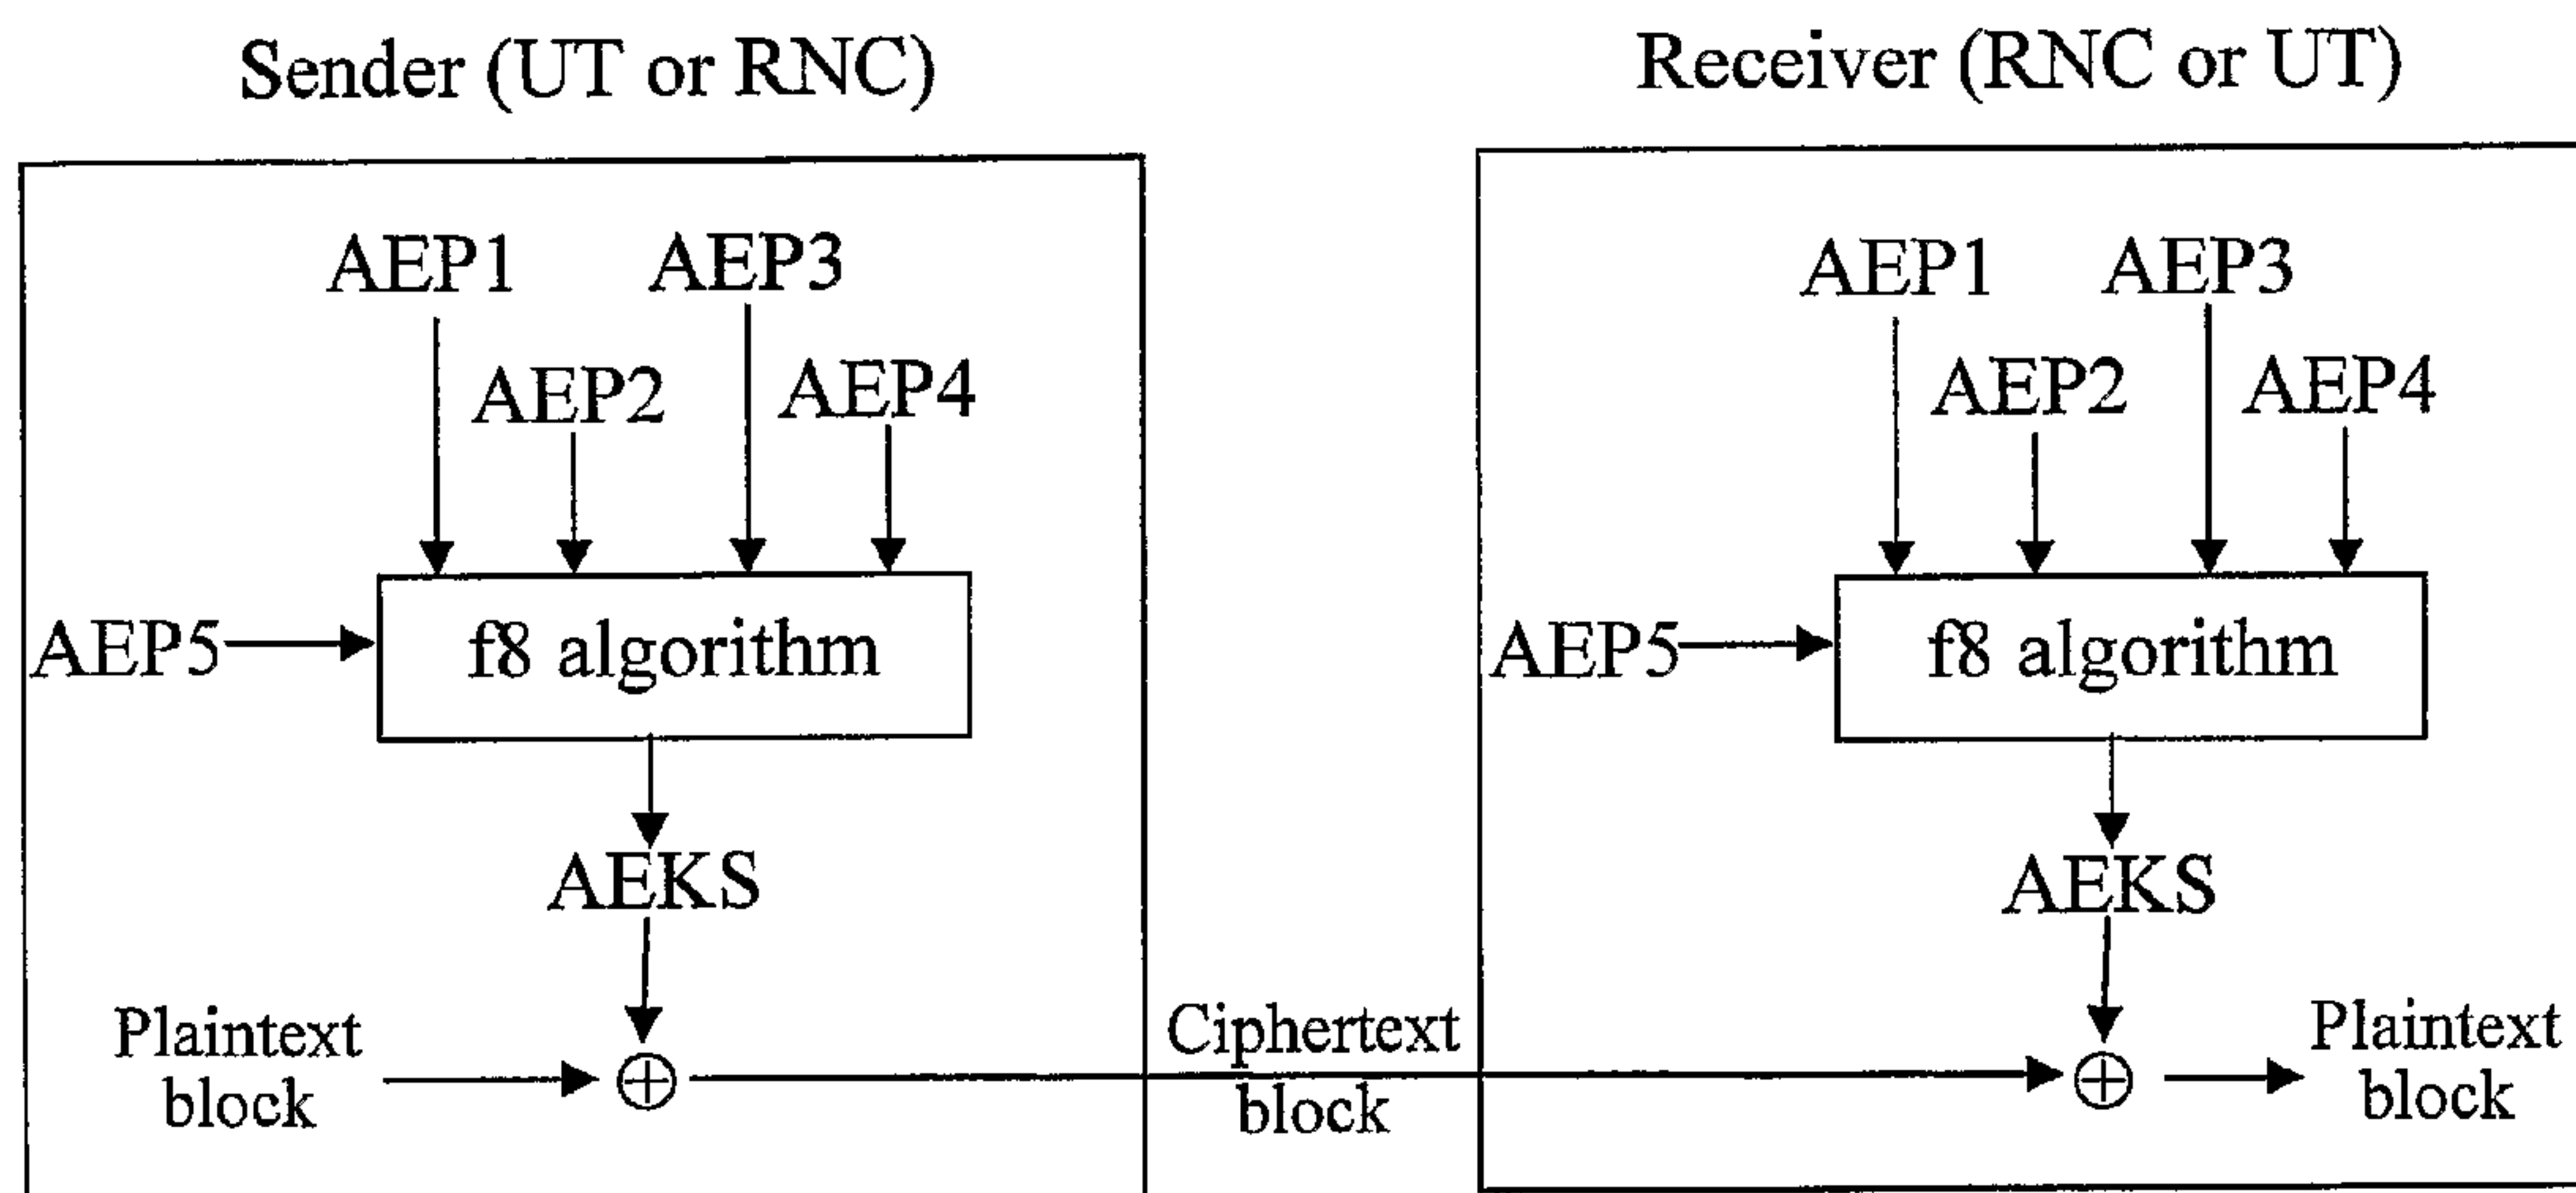 Sender (UT or RNC)
AEP1
AEP3
AEP2
AEP4
AEP5
f8 algorithm
AEKS
Plaintext
block
Ciphertext
block
Receiver (RNC or UT)
AEP1
AEP3
AEP2
AEP4
AEP5
f8 algorithm
AEKS
Plaintext
block